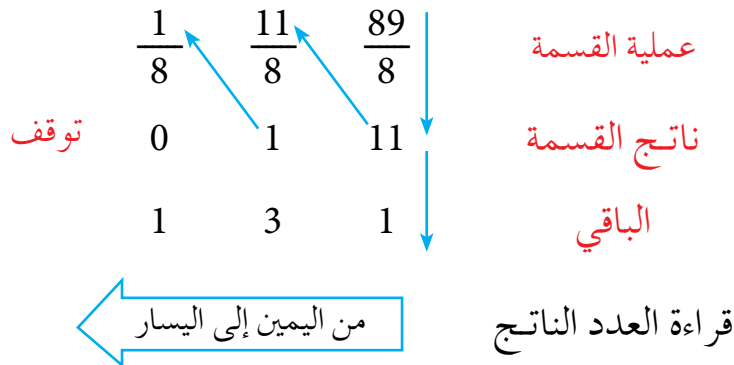 عملية القسمة 89/8 11/8 1/8
ناتج القسمة 11 1 0 توقف
الباقي 1 3 1
قراءة العدد الناتج من اليمين إلى اليسار